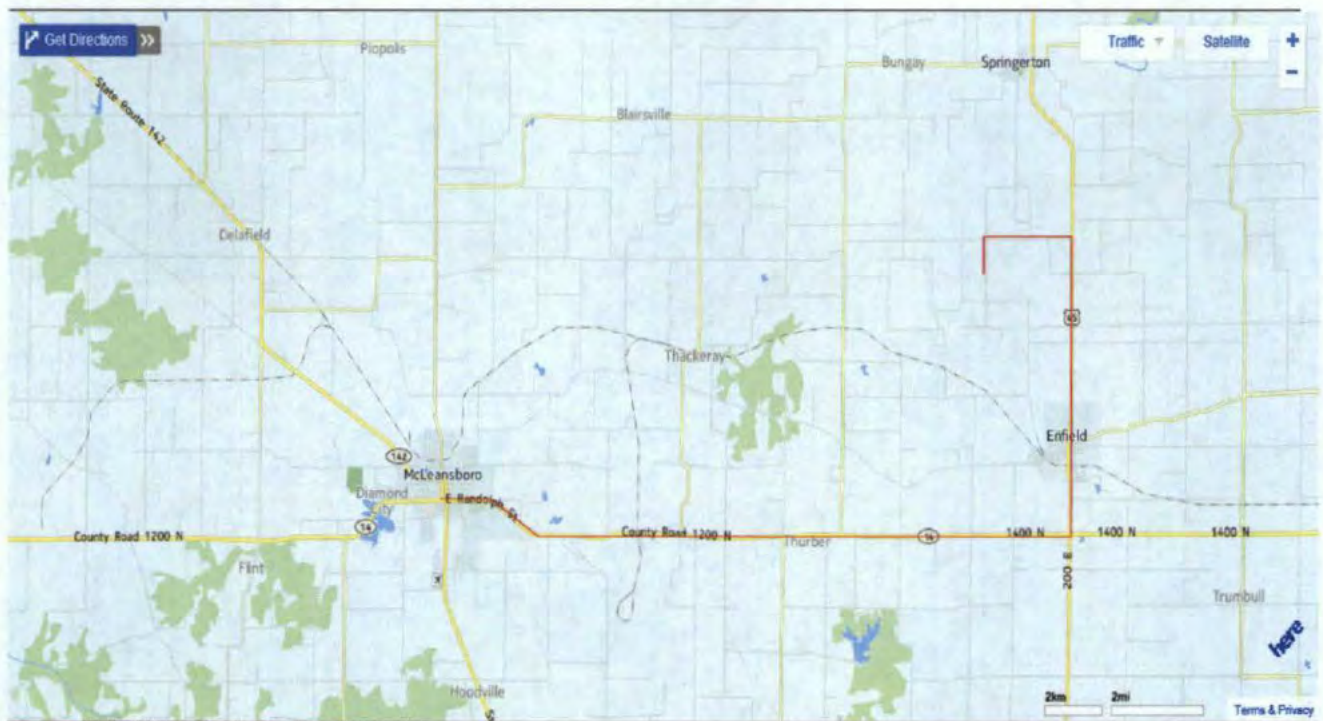 Get Directions »
Piopolis
Traffic
Satellite
+
−
Bungay
Springerton
State Route 142
Blairsville
Delafield
45
Thackeray
Enfield
142
McLeansboro
Diamond City
E Randolph St
14
County Road 1200 N
County Road 1200 N
14
1400 N
1400 N
1400 N
Thurber
Flint
200 E
Trumbull
here
Hoodville
2km
2mi
Terms & Privacy